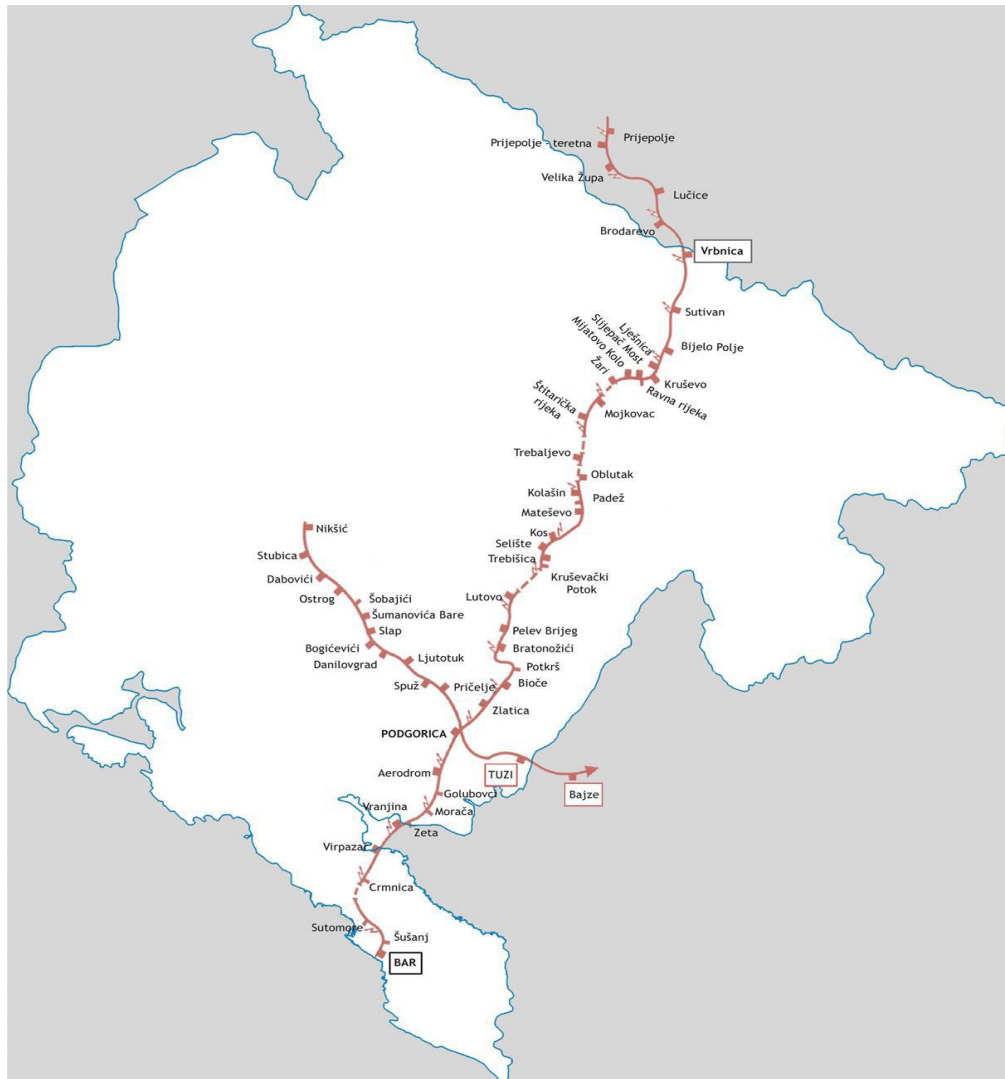 Prijepolje
Prijepolje - teretna
Velika Župa
Lučice
Brodarevo
Vrbnica
Sutivan
Bijelo Polje
Lješnica
Slijepač Most
Mijatovo Kolo
Žari
Kruševo
Ravna rijeka
Štitarička
rijeka
Mojkovac
Trebaljevo
Oblutak
Kolašin
Padež
Mateševo
Kos
Selište
Trebišica
Kruševački
Potok
Lutovo
Pelev Brijeg
Bratonožići
Potkrš
Bioče
Zlatica
Nikšić
Stubica
Dabovići
Ostrog
Šobajići
Šumanovića Bare
Slap
Bogićevići
Danilovgrad
Ljutotuk
Spuž
Pričelje
PODGORICA
TUZI
Bajze
Aerodrom
Golubovci
Vranjina
Morača
Zeta
Virpazar
Crmnica
Sutomore
Šušanj
BAR